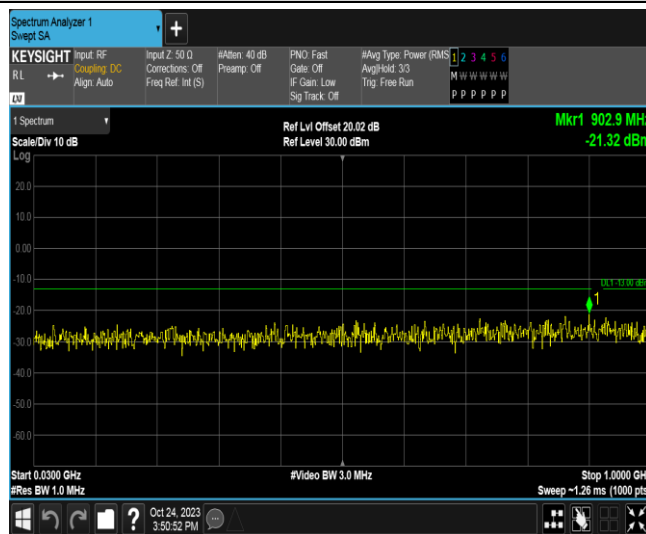 Spectrum Analyzer 1
Swept SA
+
KEYSIGHT
RL
LXI
Input: RF
Coupling: DC
Align: Auto
Input Z: 50 Ω
Corrections: Off
Freq Ref: Int (S)
#Atten: 40 dB
Preamp: Off
PNO: Fast
Gate: Off
IF Gain: Low
Sig Track: Off
#Avg Type: Power (RMS
Avg|Hold: 3/3
Trig: Free Run
1 2 3 4 5 6
M W W W W W
P P P P P P
1 Spectrum
Scale/Div 10 dB
Log
Ref Lvl Offset 20.02 dB
Ref Level 30.00 dBm
Mkr1 902.9 MHz
-21.32 dBm
20.0
10.0
0.00
-10.0
DL1 -13.00 dBm
1
-20.0
-30.0
-40.0
-50.0
-60.0
Start 0.0300 GHz
#Res BW 1.0 MHz
#Video BW 3.0 MHz
Stop 1.0000 GH
Sweep ~1.26 ms (1000 pts
?
Oct 24, 2023
3:50:52 PM